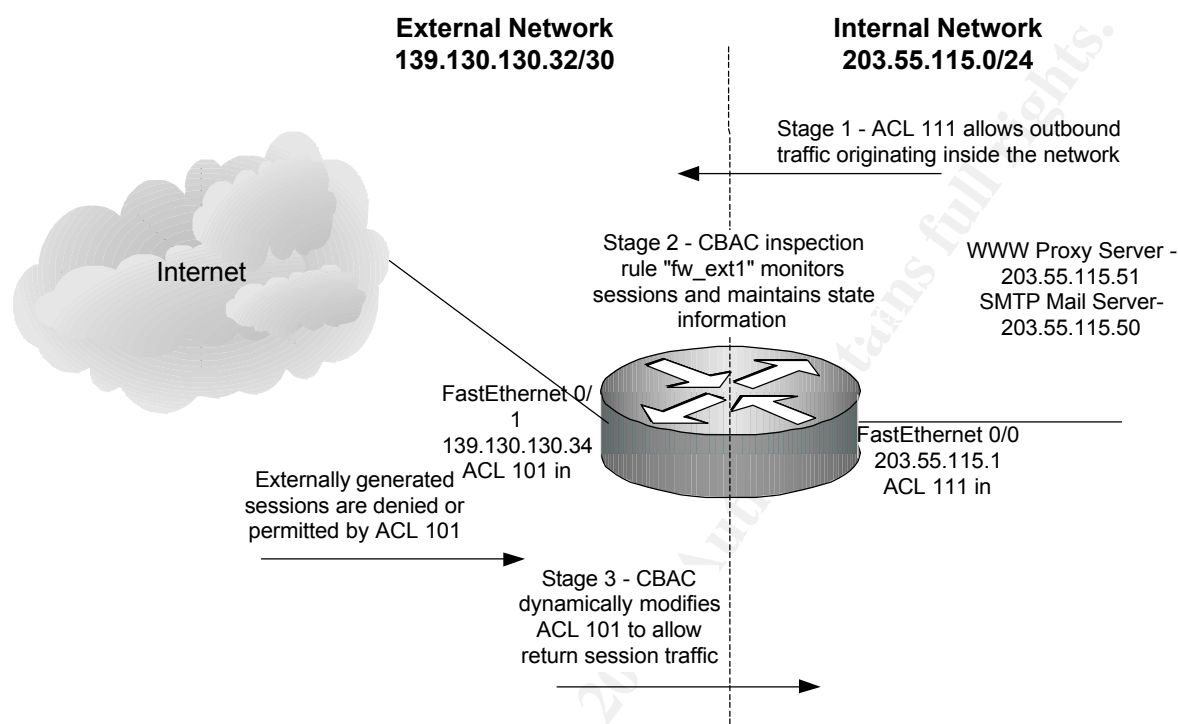 External Network
139.130.130.32/30
Internal Network
203.55.115.0/24
Stage 1 - ACL 111 allows outbound
traffic originating inside the network
Stage 2 - CBAC inspection
rule "fw_ext1" monitors
sessions and maintains state
information
WWW Proxy Server -
203.55.115.51
SMTP Mail Server-
203.55.115.50
Internet
FastEthernet 0/
1
139.130.130.34
ACL 101 in
FastEthernet 0/0
203.55.115.1
ACL 111 in
Externally generated
sessions are denied or
permitted by ACL 101
Stage 3 - CBAC
dynamically modifies
ACL 101 to allow
return session traffic
full rights.